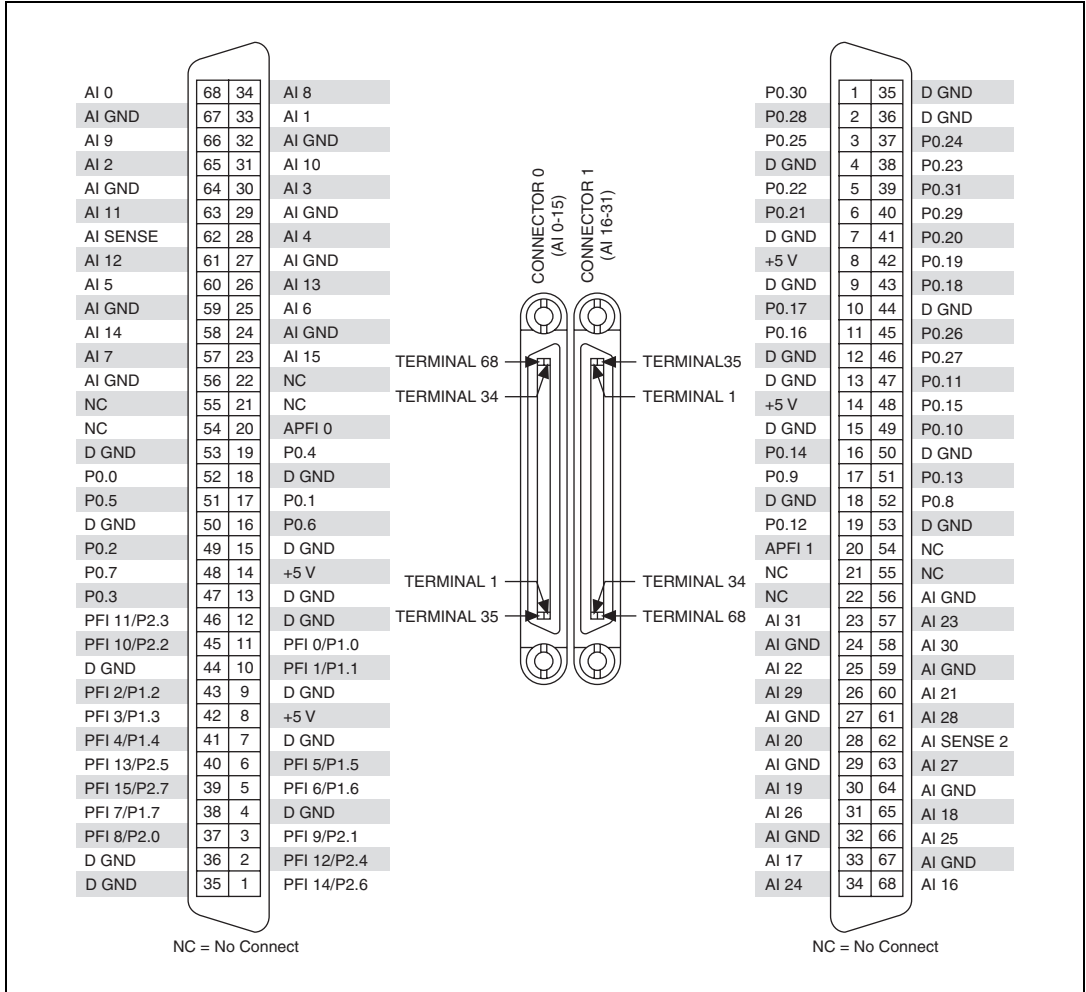 AI 0 68 34 AI 8
AI GND 67 33 AI 1
AI 9 66 32 AI GND
AI 2 65 31 AI 10
AI GND 64 30 AI 3
AI 11 63 29 AI GND
AI SENSE 62 28 AI 4
AI 12 61 27 AI GND
AI 5 60 26 AI 13
AI GND 59 25 AI 6
AI 14 58 24 AI GND
AI 7 57 23 AI 15
AI GND 56 22 NC
NC 55 21 NC
NC 54 20 APFI 0
D GND 53 19 P0.4
P0.0 52 18 D GND
P0.5 51 17 P0.1
D GND 50 16 P0.6
P0.2 49 15 D GND
P0.7 48 14 +5 V
P0.3 47 13 D GND
PFI 11/P2.3 46 12 D GND
PFI 10/P2.2 45 11 PFI 0/P1.0
D GND 44 10 PFI 1/P1.1
PFI 2/P1.2 43 9 D GND
PFI 3/P1.3 42 8 +5 V
PFI 4/P1.4 41 7 D GND
PFI 13/P2.5 40 6 PFI 5/P1.5
PFI 15/P2.7 39 5 PFI 6/P1.6
PFI 7/P1.7 38 4 D GND
PFI 8/P2.0 37 3 PFI 9/P2.1
D GND 36 2 PFI 12/P2.4
D GND 35 1 PFI 14/P2.6
NC = No Connect
CONNECTOR 0
(AI 0-15)
CONNECTOR 1
(AI 16-31)
TERMINAL 68
TERMINAL35
TERMINAL 34
TERMINAL 1
TERMINAL 1
TERMINAL 34
TERMINAL 35
TERMINAL 68
P0.30 1 35 D GND
P0.28 2 36 D GND
P0.25 3 37 P0.24
D GND 4 38 P0.23
P0.22 5 39 P0.31
P0.21 6 40 P0.29
D GND 7 41 P0.20
+5 V 8 42 P0.19
D GND 9 43 P0.18
P0.17 10 44 D GND
P0.16 11 45 P0.26
D GND 12 46 P0.27
D GND 13 47 P0.11
+5 V 14 48 P0.15
D GND 15 49 P0.10
P0.14 16 50 D GND
P0.9 17 51 P0.13
D GND 18 52 P0.8
P0.12 19 53 D GND
APFI 1 20 54 NC
NC 21 55 NC
NC 22 56 AI GND
AI 31 23 57 AI 23
AI GND 24 58 AI 30
AI 22 25 59 AI GND
AI 29 26 60 AI 21
AI GND 27 61 AI 28
AI 20 28 62 AI SENSE 2
AI GND 29 63 AI 27
AI 19 30 64 AI GND
AI 26 31 65 AI 18
AI GND 32 66 AI 25
AI 17 33 67 AI GND
AI 24 34 68 AI 16
NC = No Connect